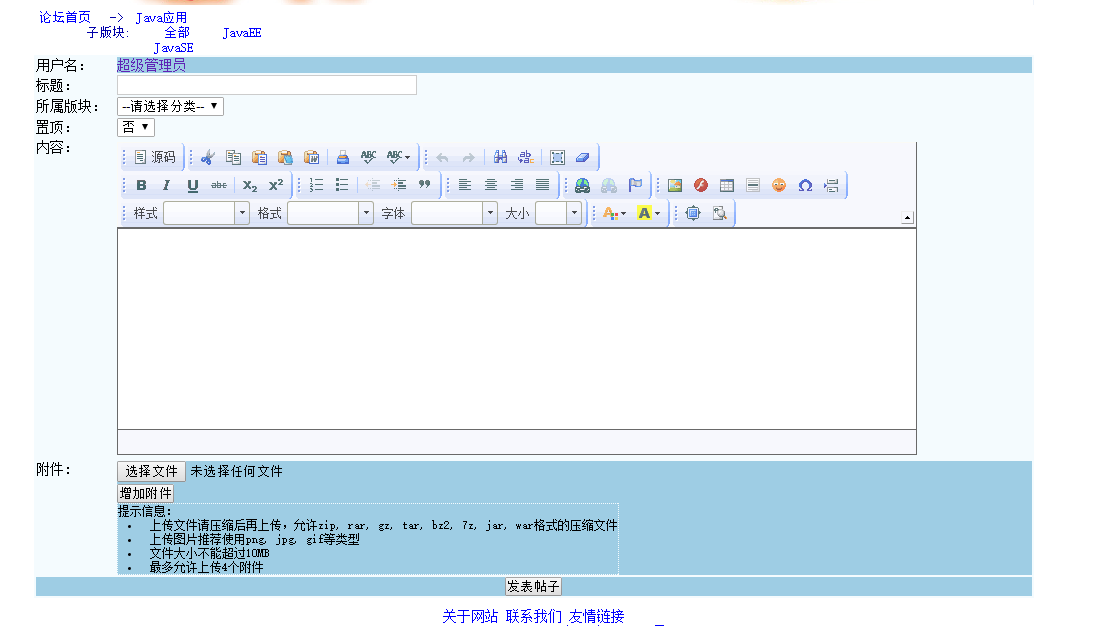 论坛首页 -> Java应用
子版块: 全部 JavaEE
JavaSE
用户名: 超级管理员
标题:
所属版块: --请选择分类--
置顶: 否
内容:
源码 ABC ABC ab ac
B I U abc X₂ X² Ω
样式 格式 字体 大小 A A
附件: 选择文件 未选择任何文件
增加附件
提示信息:
上传文件请压缩后再上传,允许zip, rar, gz, tar, bz2, 7z, jar, war格式的压缩文件
上传图片推荐使用png, jpg, gif等类型
文件大小不能超过10MB
最多允许上传4个附件
发表帖子
关于网站 联系我们 友情链接